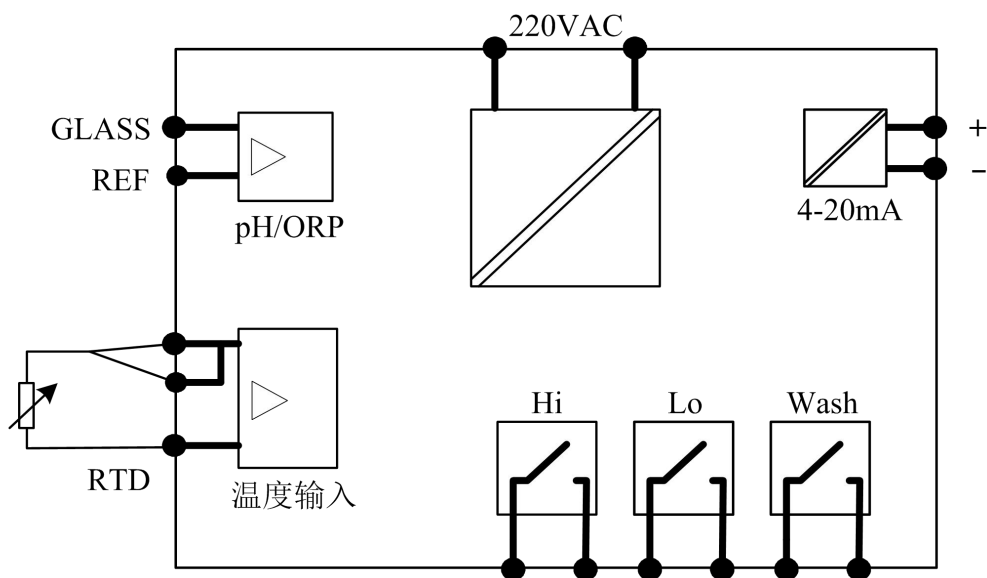 220VAC
GLASS
REF
pH/ORP
+
-
4-20mA
RTD
温度输入
Hi
Lo
Wash